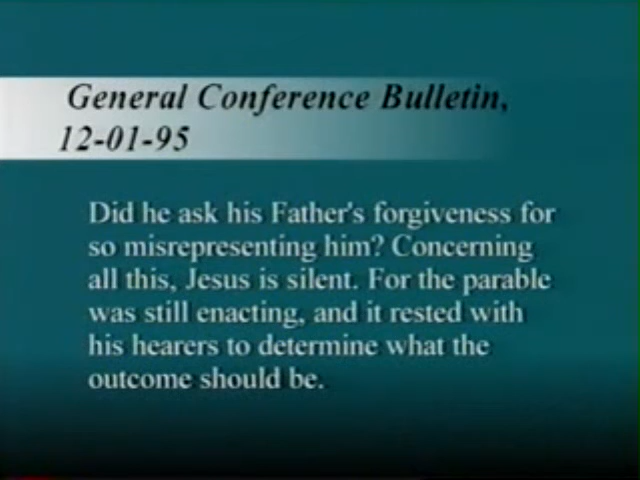 General Conference Bulletin,
12-01-95
Did he ask his Father's forgiveness for
so misrepresenting him? Concerning
all this, Jesus is silent. For the parable
was still enacting, and it rested with
his hearers to determine what the
outcome should be.